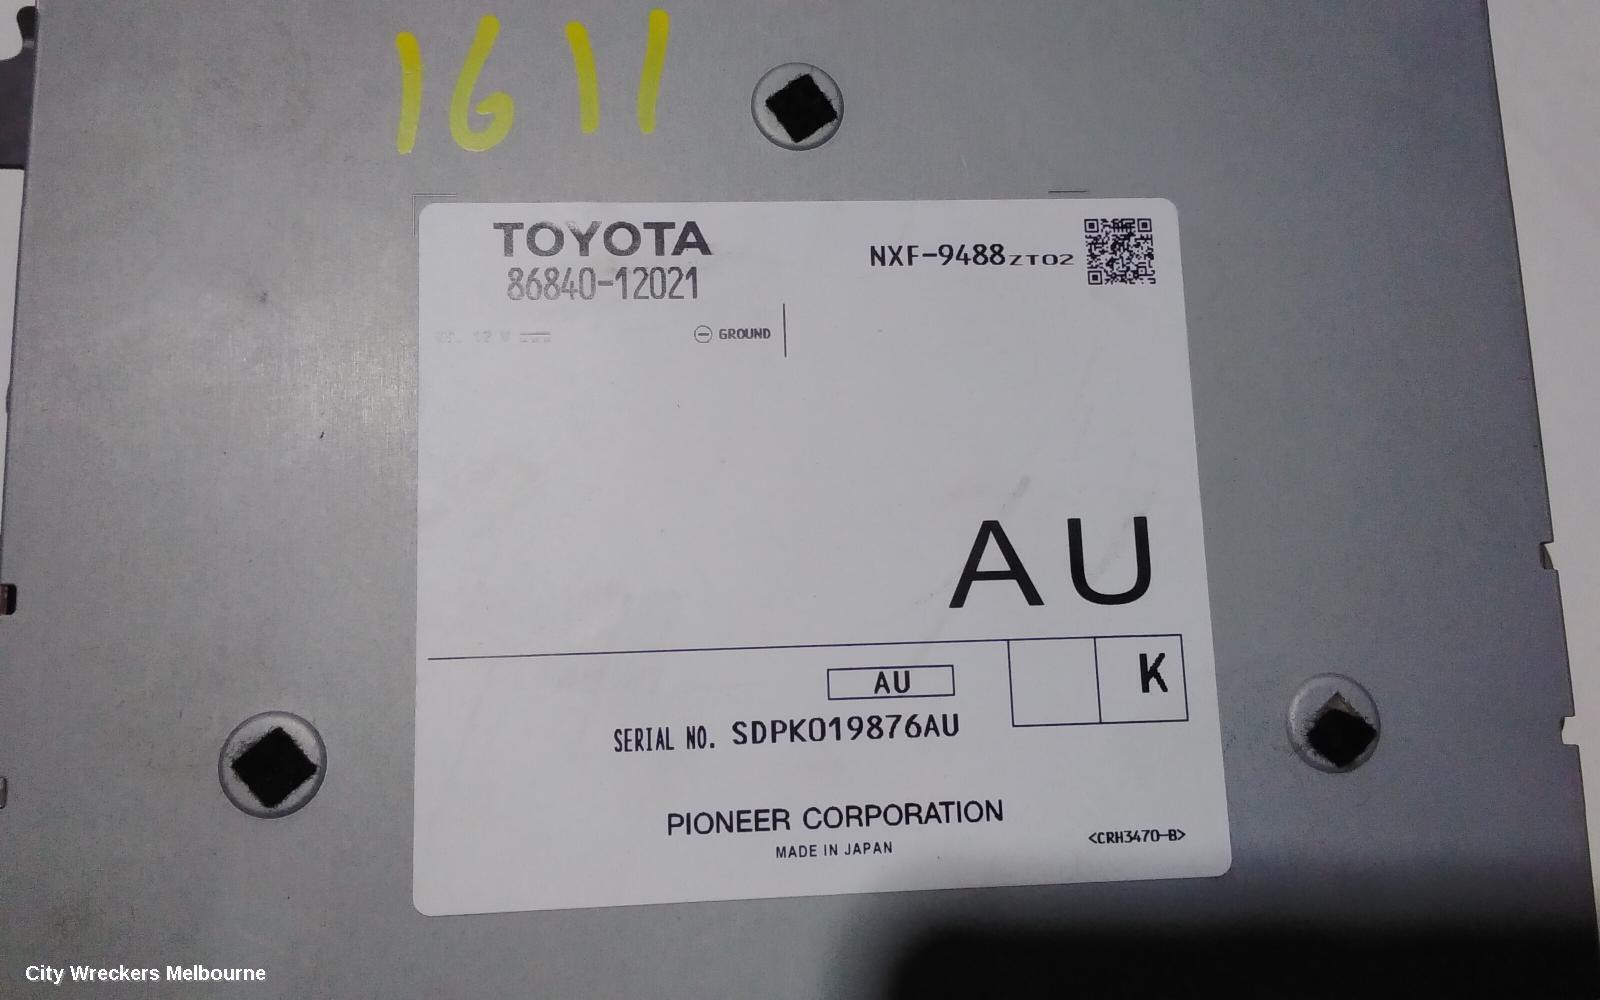 1611
TOYOTA
86840-12021
NXF-9488ZT02
12 V
⊖ GROUND
AU
AU
K
SERIAL NO. SDPK019876AU
PIONEER CORPORATION
MADE IN JAPAN
<CRH3470-B>
City Wreckers Melbourne